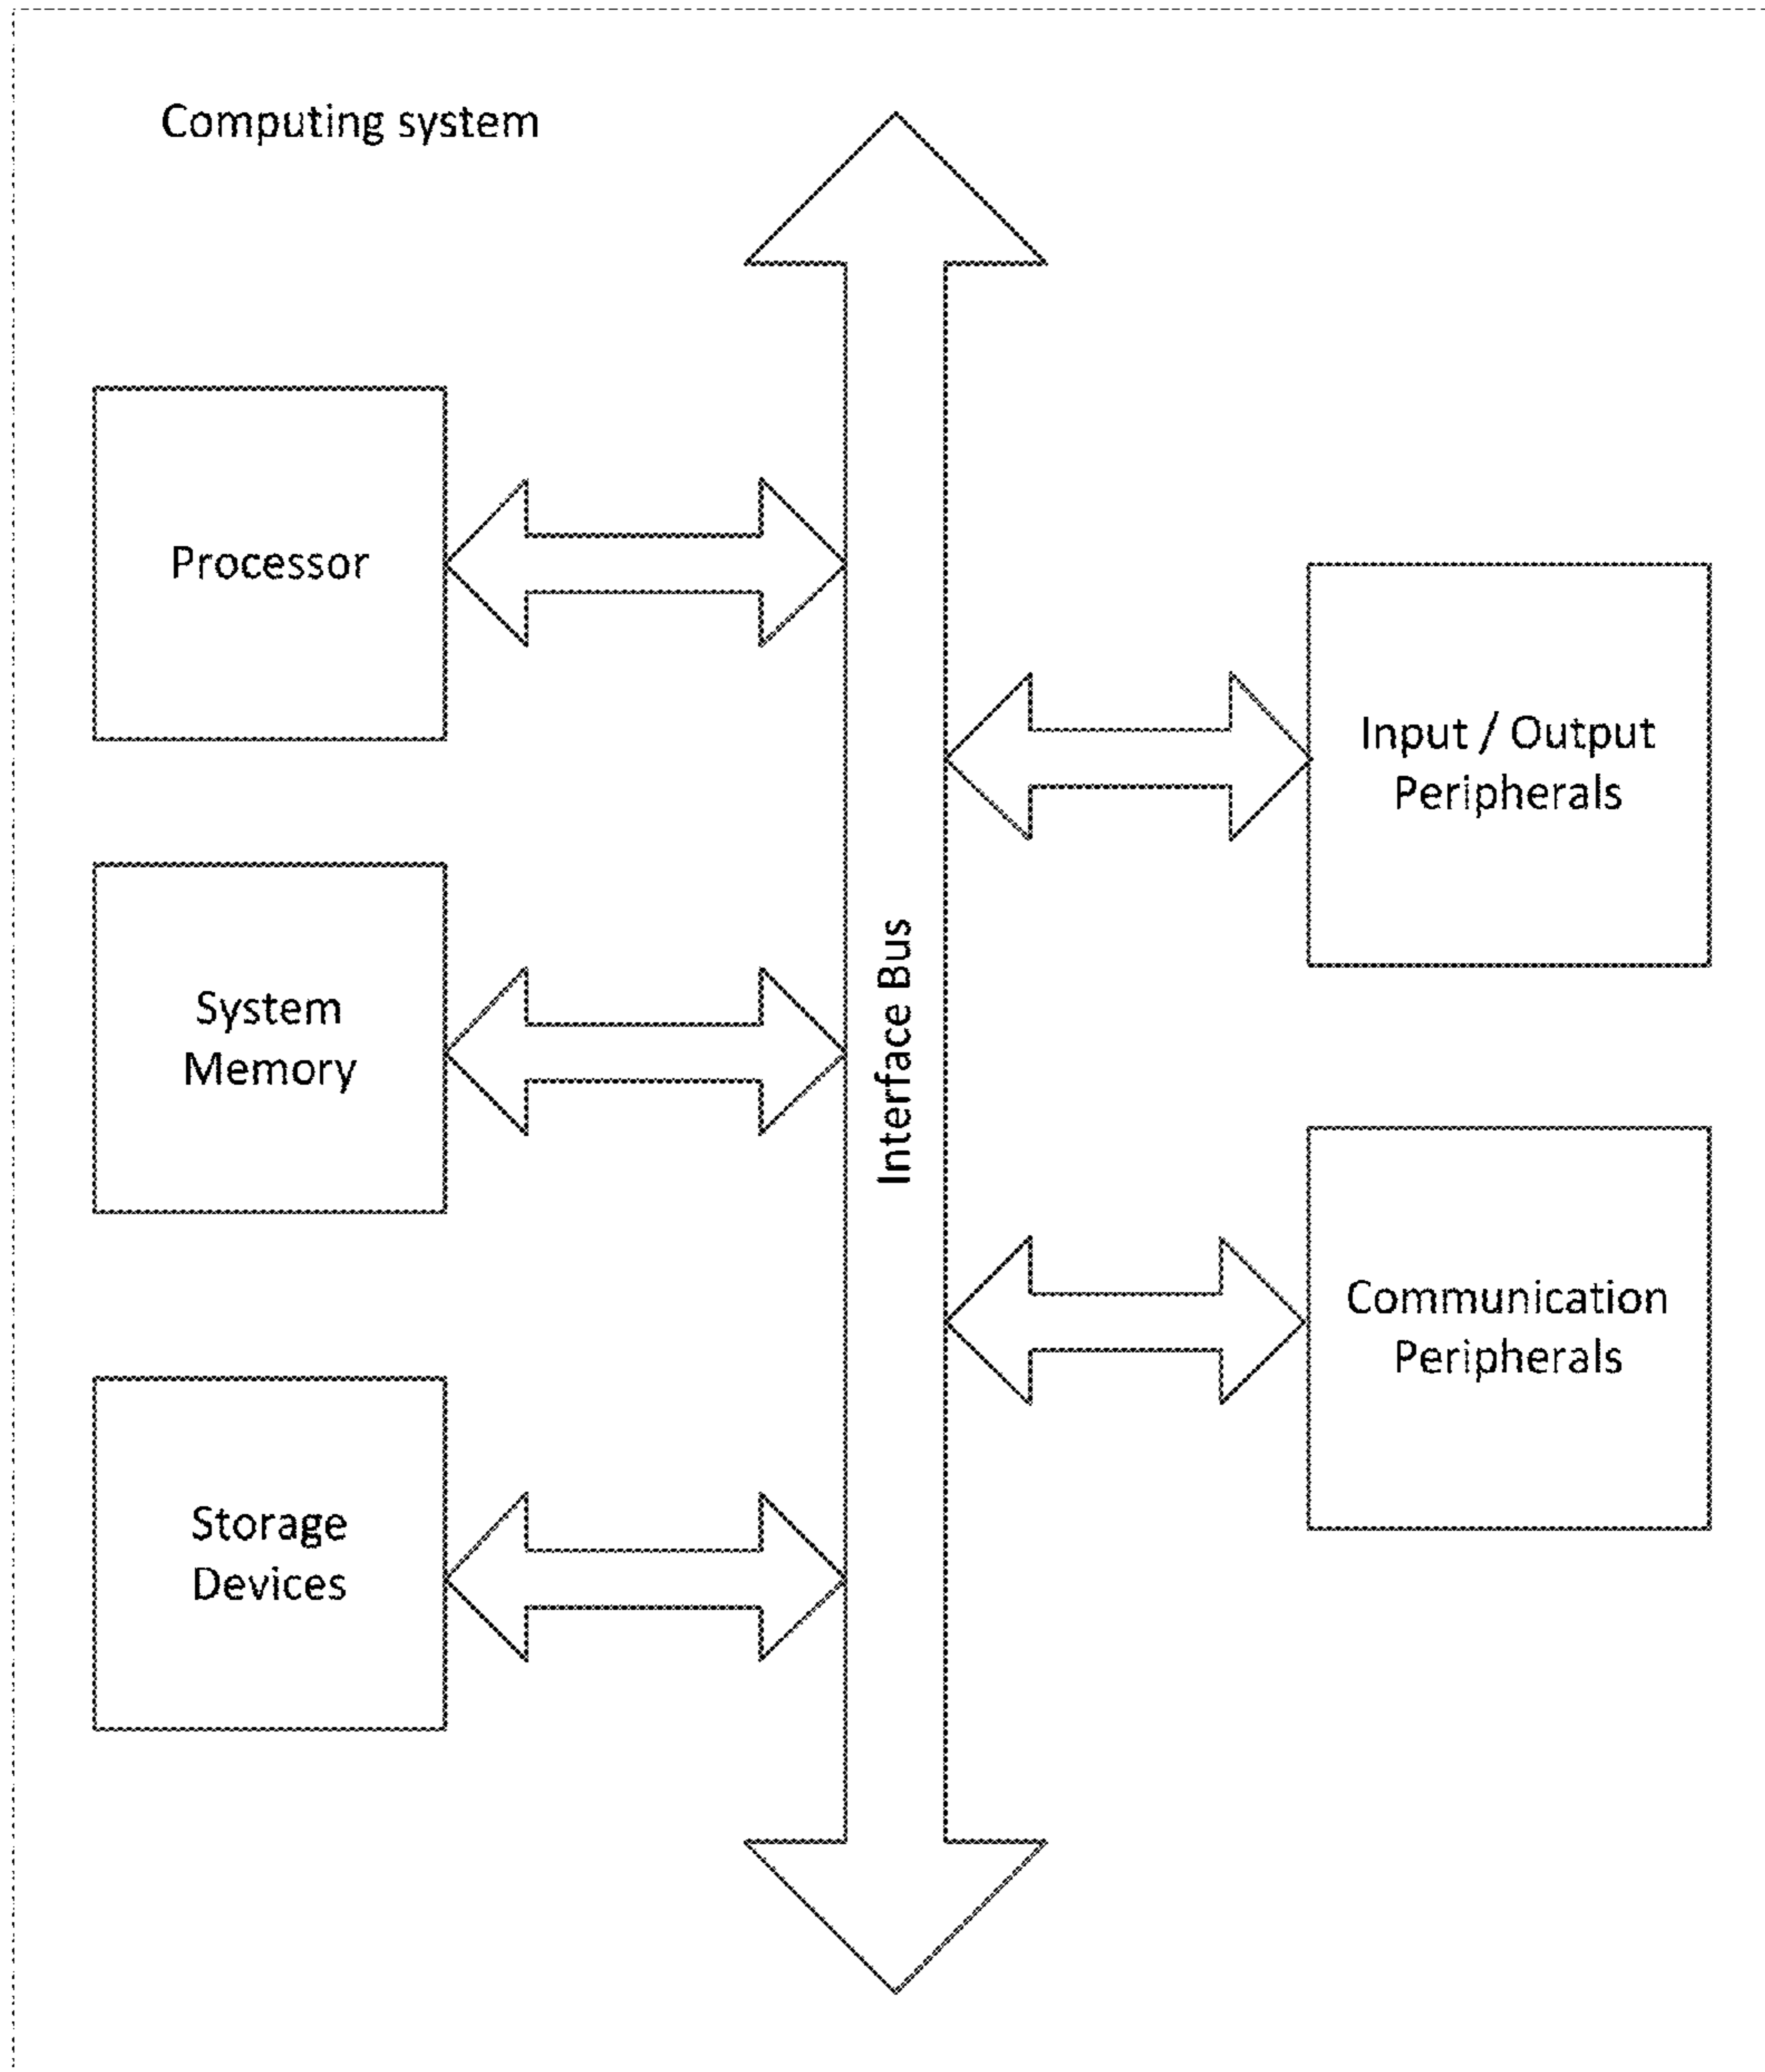 Computing system
Processor
Input / Output
Peripherals
System
Memory
Interface Bus
Communication
Peripherals
Storage
Devices